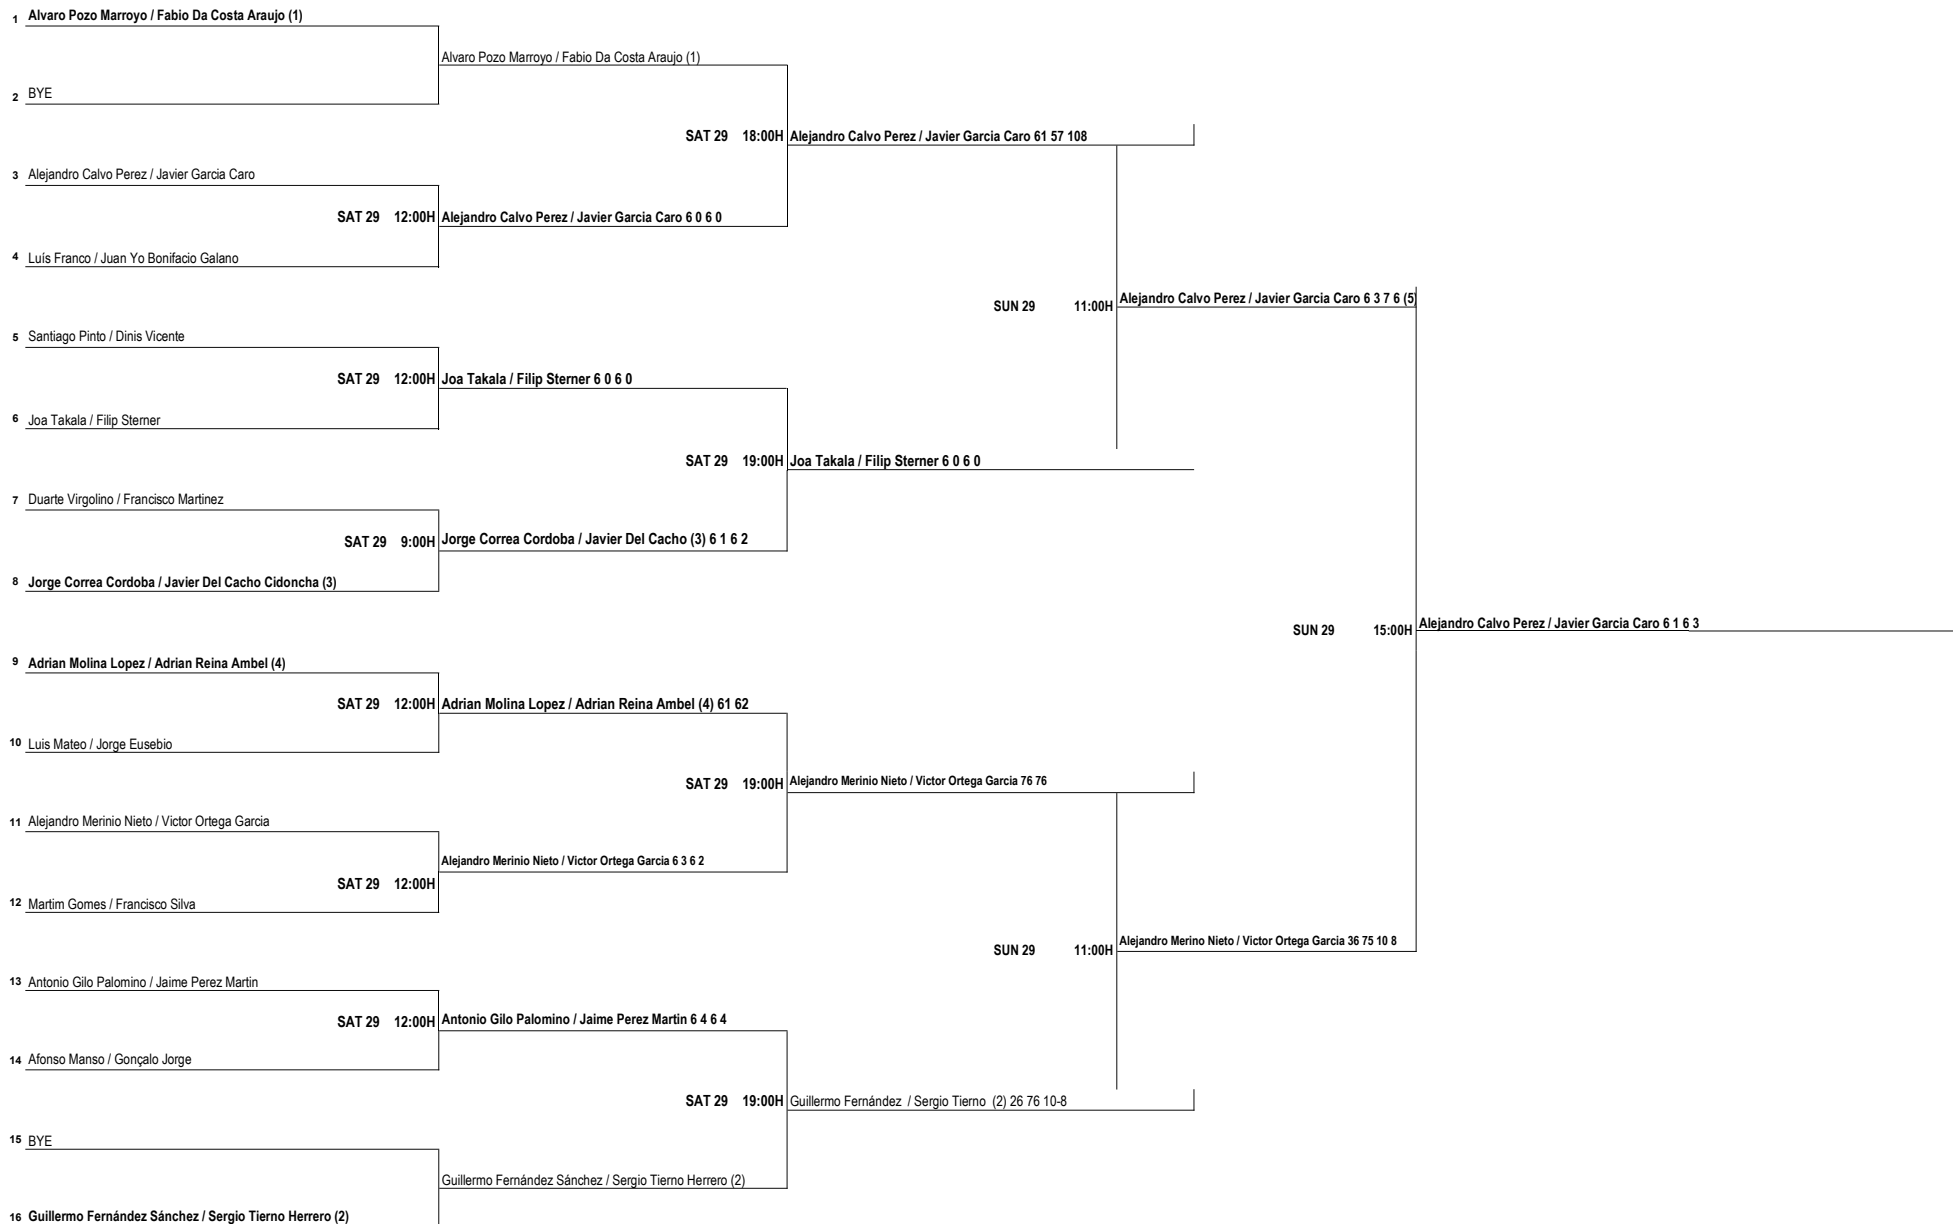 1 Alvaro Pozo Marroyo / Fabio Da Costa Araujo (1)
Alvaro Pozo Marroyo / Fabio Da Costa Araujo (1)
2 BYE
SAT 29 18:00H Alejandro Calvo Perez / Javier Garcia Caro 61 57 108
3 Alejandro Calvo Perez / Javier Garcia Caro
SAT 29 12:00H Alejandro Calvo Perez / Javier Garcia Caro 6 0 6 0
4 Luís Franco / Juan Yo Bonifacio Galano
SUN 29 11:00H Alejandro Calvo Perez / Javier Garcia Caro 6 3 7 6 (5)
5 Santiago Pinto / Dinis Vicente
SAT 29 12:00H Joa Takala / Filip Sterner 6 0 6 0
6 Joa Takala / Filip Sterner
SAT 29 19:00H Joa Takala / Filip Sterner 6 0 6 0
7 Duarte Virgolino / Francisco Martinez
SAT 29 9:00H Jorge Correa Cordoba / Javier Del Cacho (3) 6 1 6 2
8 Jorge Correa Cordoba / Javier Del Cacho Cidoncha (3)
SUN 29 15:00H Alejandro Calvo Perez / Javier Garcia Caro 6 1 6 3
9 Adrian Molina Lopez / Adrian Reina Ambel (4)
SAT 29 12:00H Adrian Molina Lopez / Adrian Reina Ambel (4) 61 62
10 Luis Mateo / Jorge Eusebio
SAT 29 19:00H Alejandro Merinio Nieto / Victor Ortega Garcia 76 76
11 Alejandro Merinio Nieto / Victor Ortega Garcia
Alejandro Merinio Nieto / Victor Ortega Garcia 6 3 6 2
SAT 29 12:00H
12 Martim Gomes / Francisco Silva
SUN 29 11:00H Alejandro Merino Nieto / Victor Ortega Garcia 36 75 10 8
13 Antonio Gilo Palomino / Jaime Perez Martin
SAT 29 12:00H Antonio Gilo Palomino / Jaime Perez Martin 6 4 6 4
14 Afonso Manso / Gonçalo Jorge
SAT 29 19:00H Guillermo Fernández / Sergio Tierno (2) 26 76 10-8
15 BYE
Guillermo Fernández Sánchez / Sergio Tierno Herrero (2)
16 Guillermo Fernández Sánchez / Sergio Tierno Herrero (2)